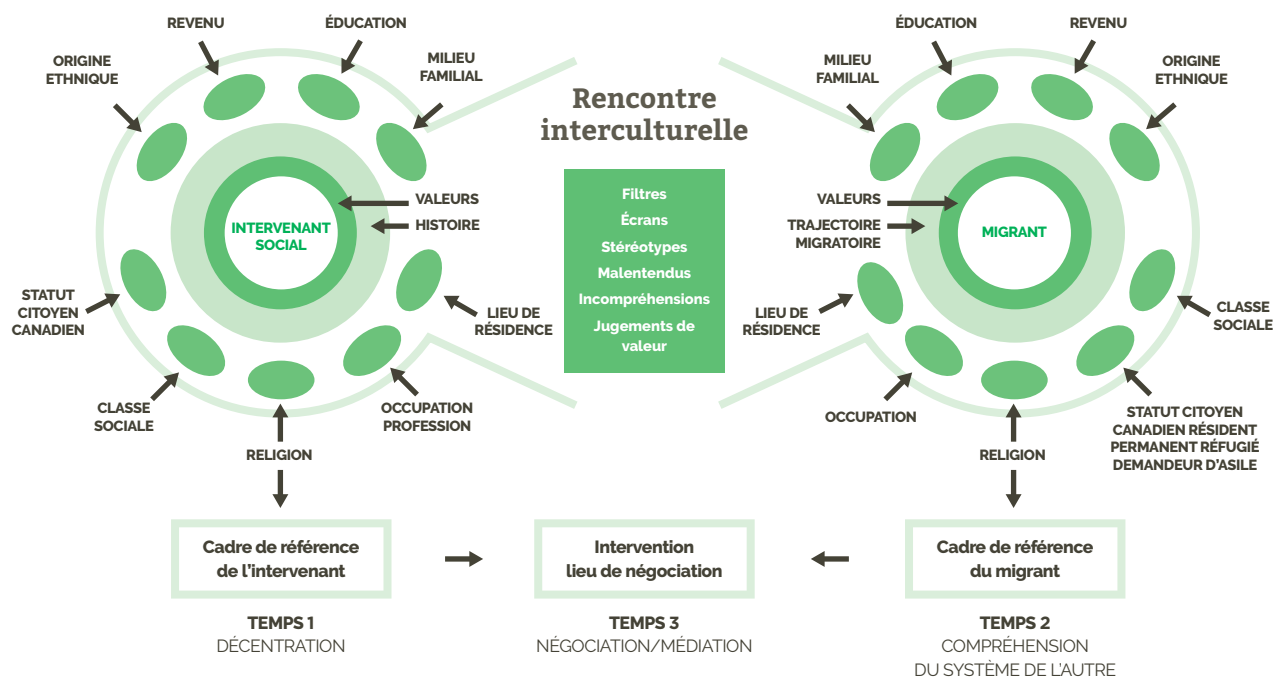 REVENU
ÉDUCATION
ORIGINE
ETHNIQUE
MILIEU
FAMILIAL
VALEURS
HISTOIRE
INTERVENANT
SOCIAL
STATUT
CITOYEN
CANADIEN
LIEU DE
RÉSIDENCE
CLASSE
SOCIALE
OCCUPATION
PROFESSION
RELIGION
Rencontre
interculturelle
Filtres
Écrans
Stéréotypes
Malentendus
Incompréhensions
Jugements de
valeur
ÉDUCATION
REVENU
MILIEU
FAMILIAL
ORIGINE
ETHNIQUE
VALEURS
TRAJECTOIRE
MIGRATOIRE
MIGRANT
LIEU DE
RÉSIDENCE
CLASSE
SOCIALE
OCCUPATION
STATUT CITOYEN
CANADIEN RÉSIDENT
PERMANENT RÉFUGIÉ
DEMANDEUR D'ASILE
RELIGION
Cadre de référence
de l'intervenant
Intervention
lieu de négociation
Cadre de référence
du migrant
TEMPS 1
DÉCENTRATION
TEMPS 3
NÉGOCIATION/MÉDIATION
TEMPS 2
COMPRÉHENSION
DU SYSTÈME DE L'AUTRE